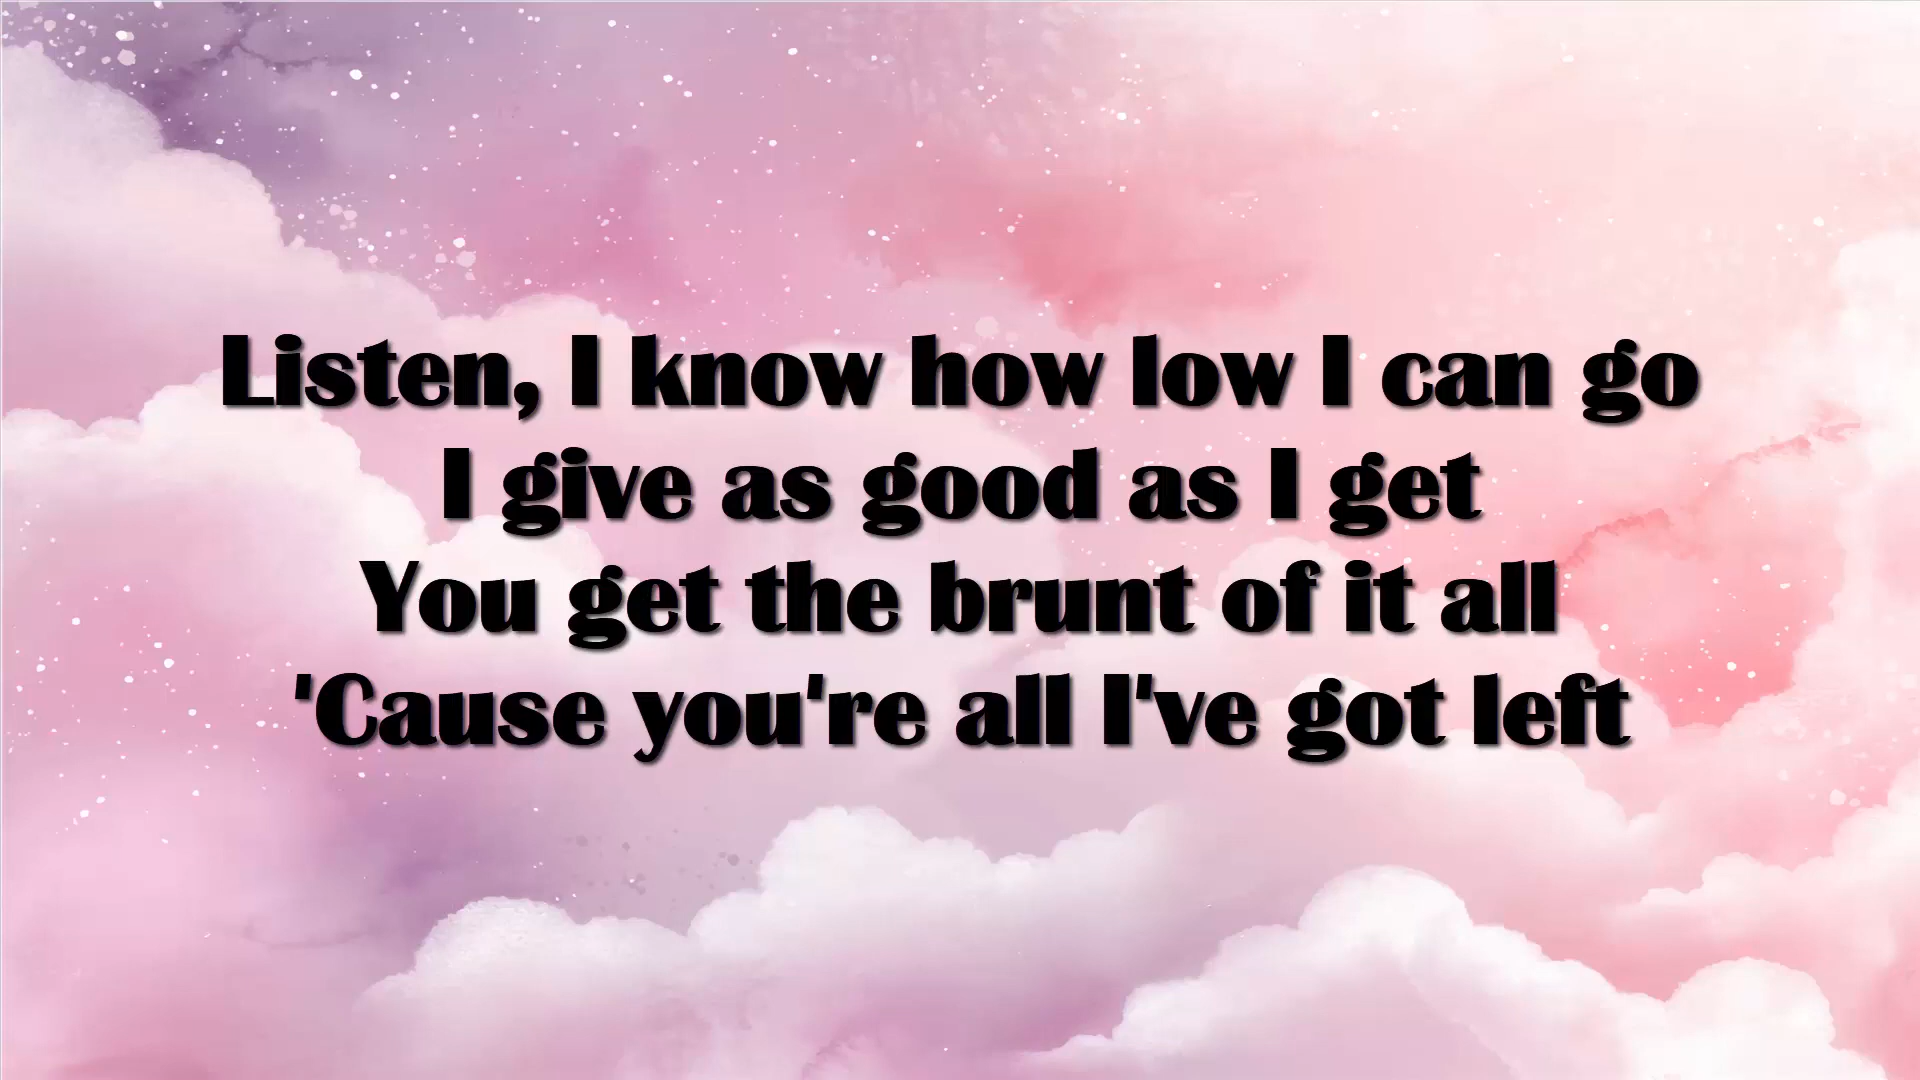 Listen, I know how low I can go
I give as good as I get
You get the brunt of it all
'Cause you're all I've got left